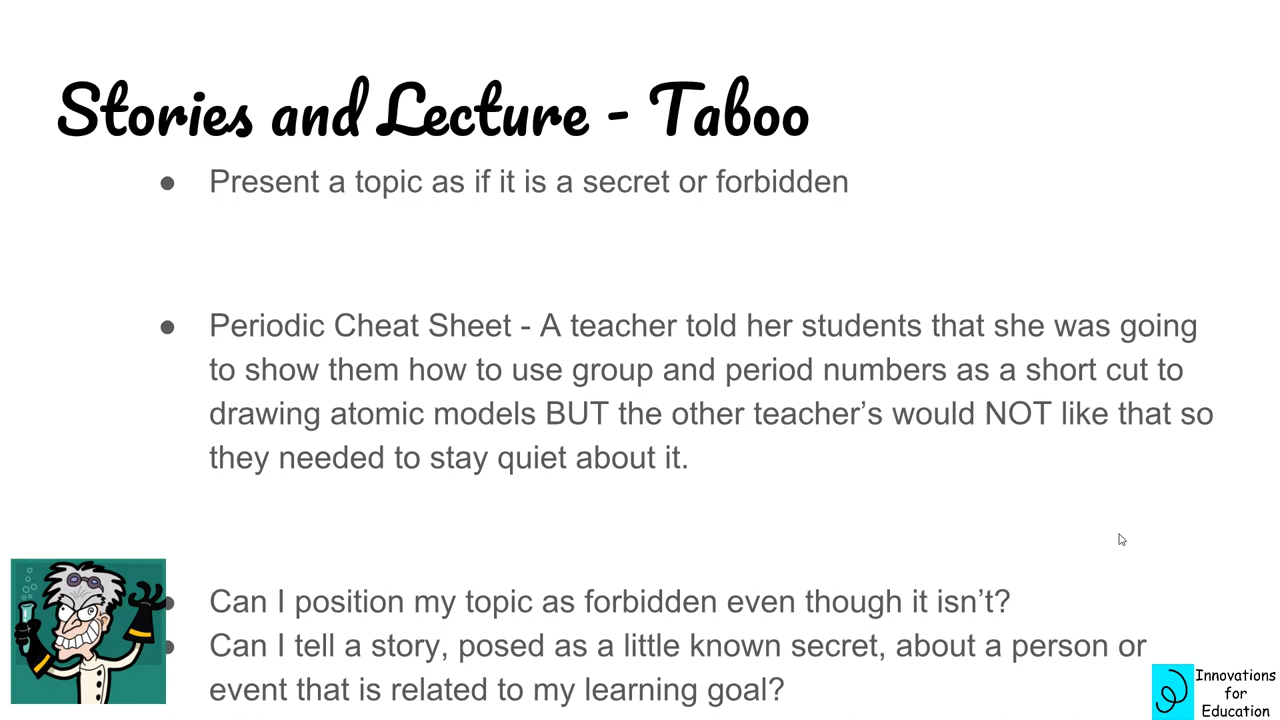 Stories and Lecture - Taboo
● Present a topic as if it is a secret or forbidden
● Periodic Cheat Sheet - A teacher told her students that she was going
to show them how to use group and period numbers as a short cut to
drawing atomic models BUT the other teacher’s would NOT like that so
they needed to stay quiet about it.
● Can I position my topic as forbidden even though it isn’t?
● Can I tell a story, posed as a little known secret, about a person or
event that is related to my learning goal?
Innovations
for
Education